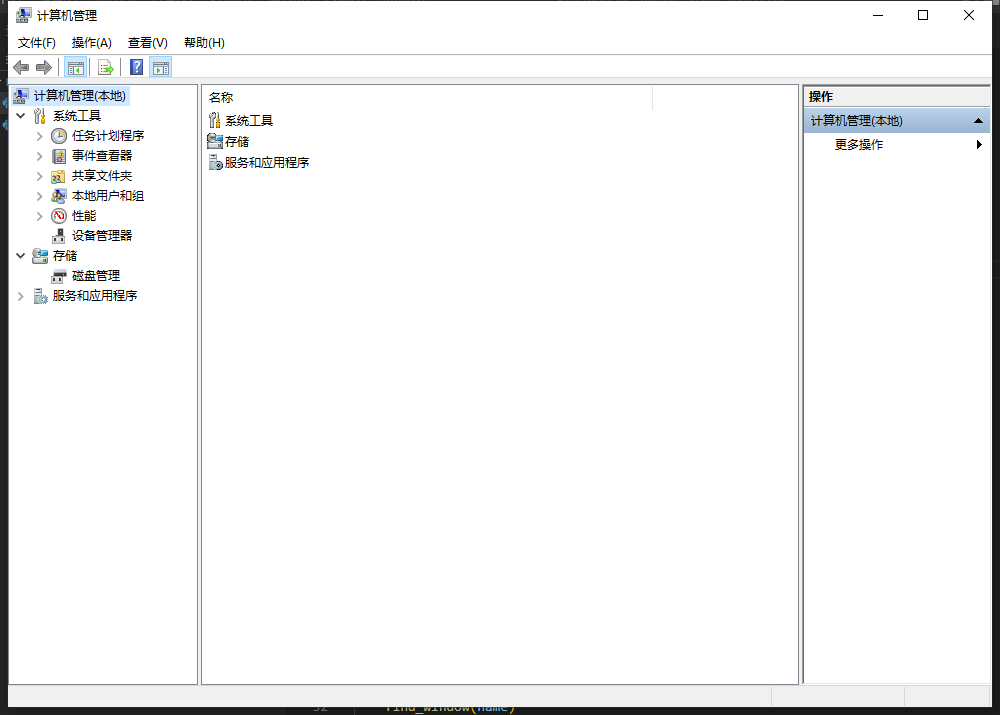 计算机管理
文件(F) 操作(A) 查看(V) 帮助(H)
计算机管理(本地)
系统工具
任务计划程序
事件查看器
共享文件夹
本地用户和组
性能
设备管理器
存储
磁盘管理
服务和应用程序
名称
系统工具
存储
服务和应用程序
操作
计算机管理(本地)
更多操作
find_window(name)